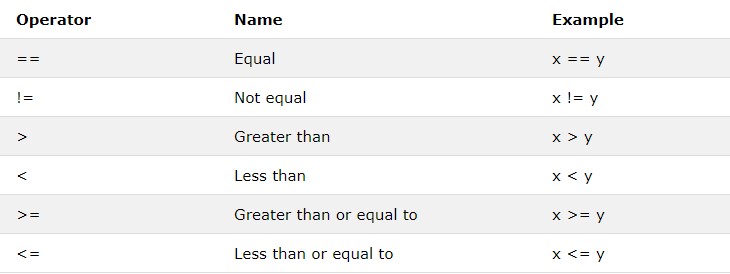 Operator Name Example
== Equal x == y
!= Not equal x != y
> Greater than x > y
< Less than x < y
>= Greater than or equal to x >= y
<= Less than or equal to x <= y